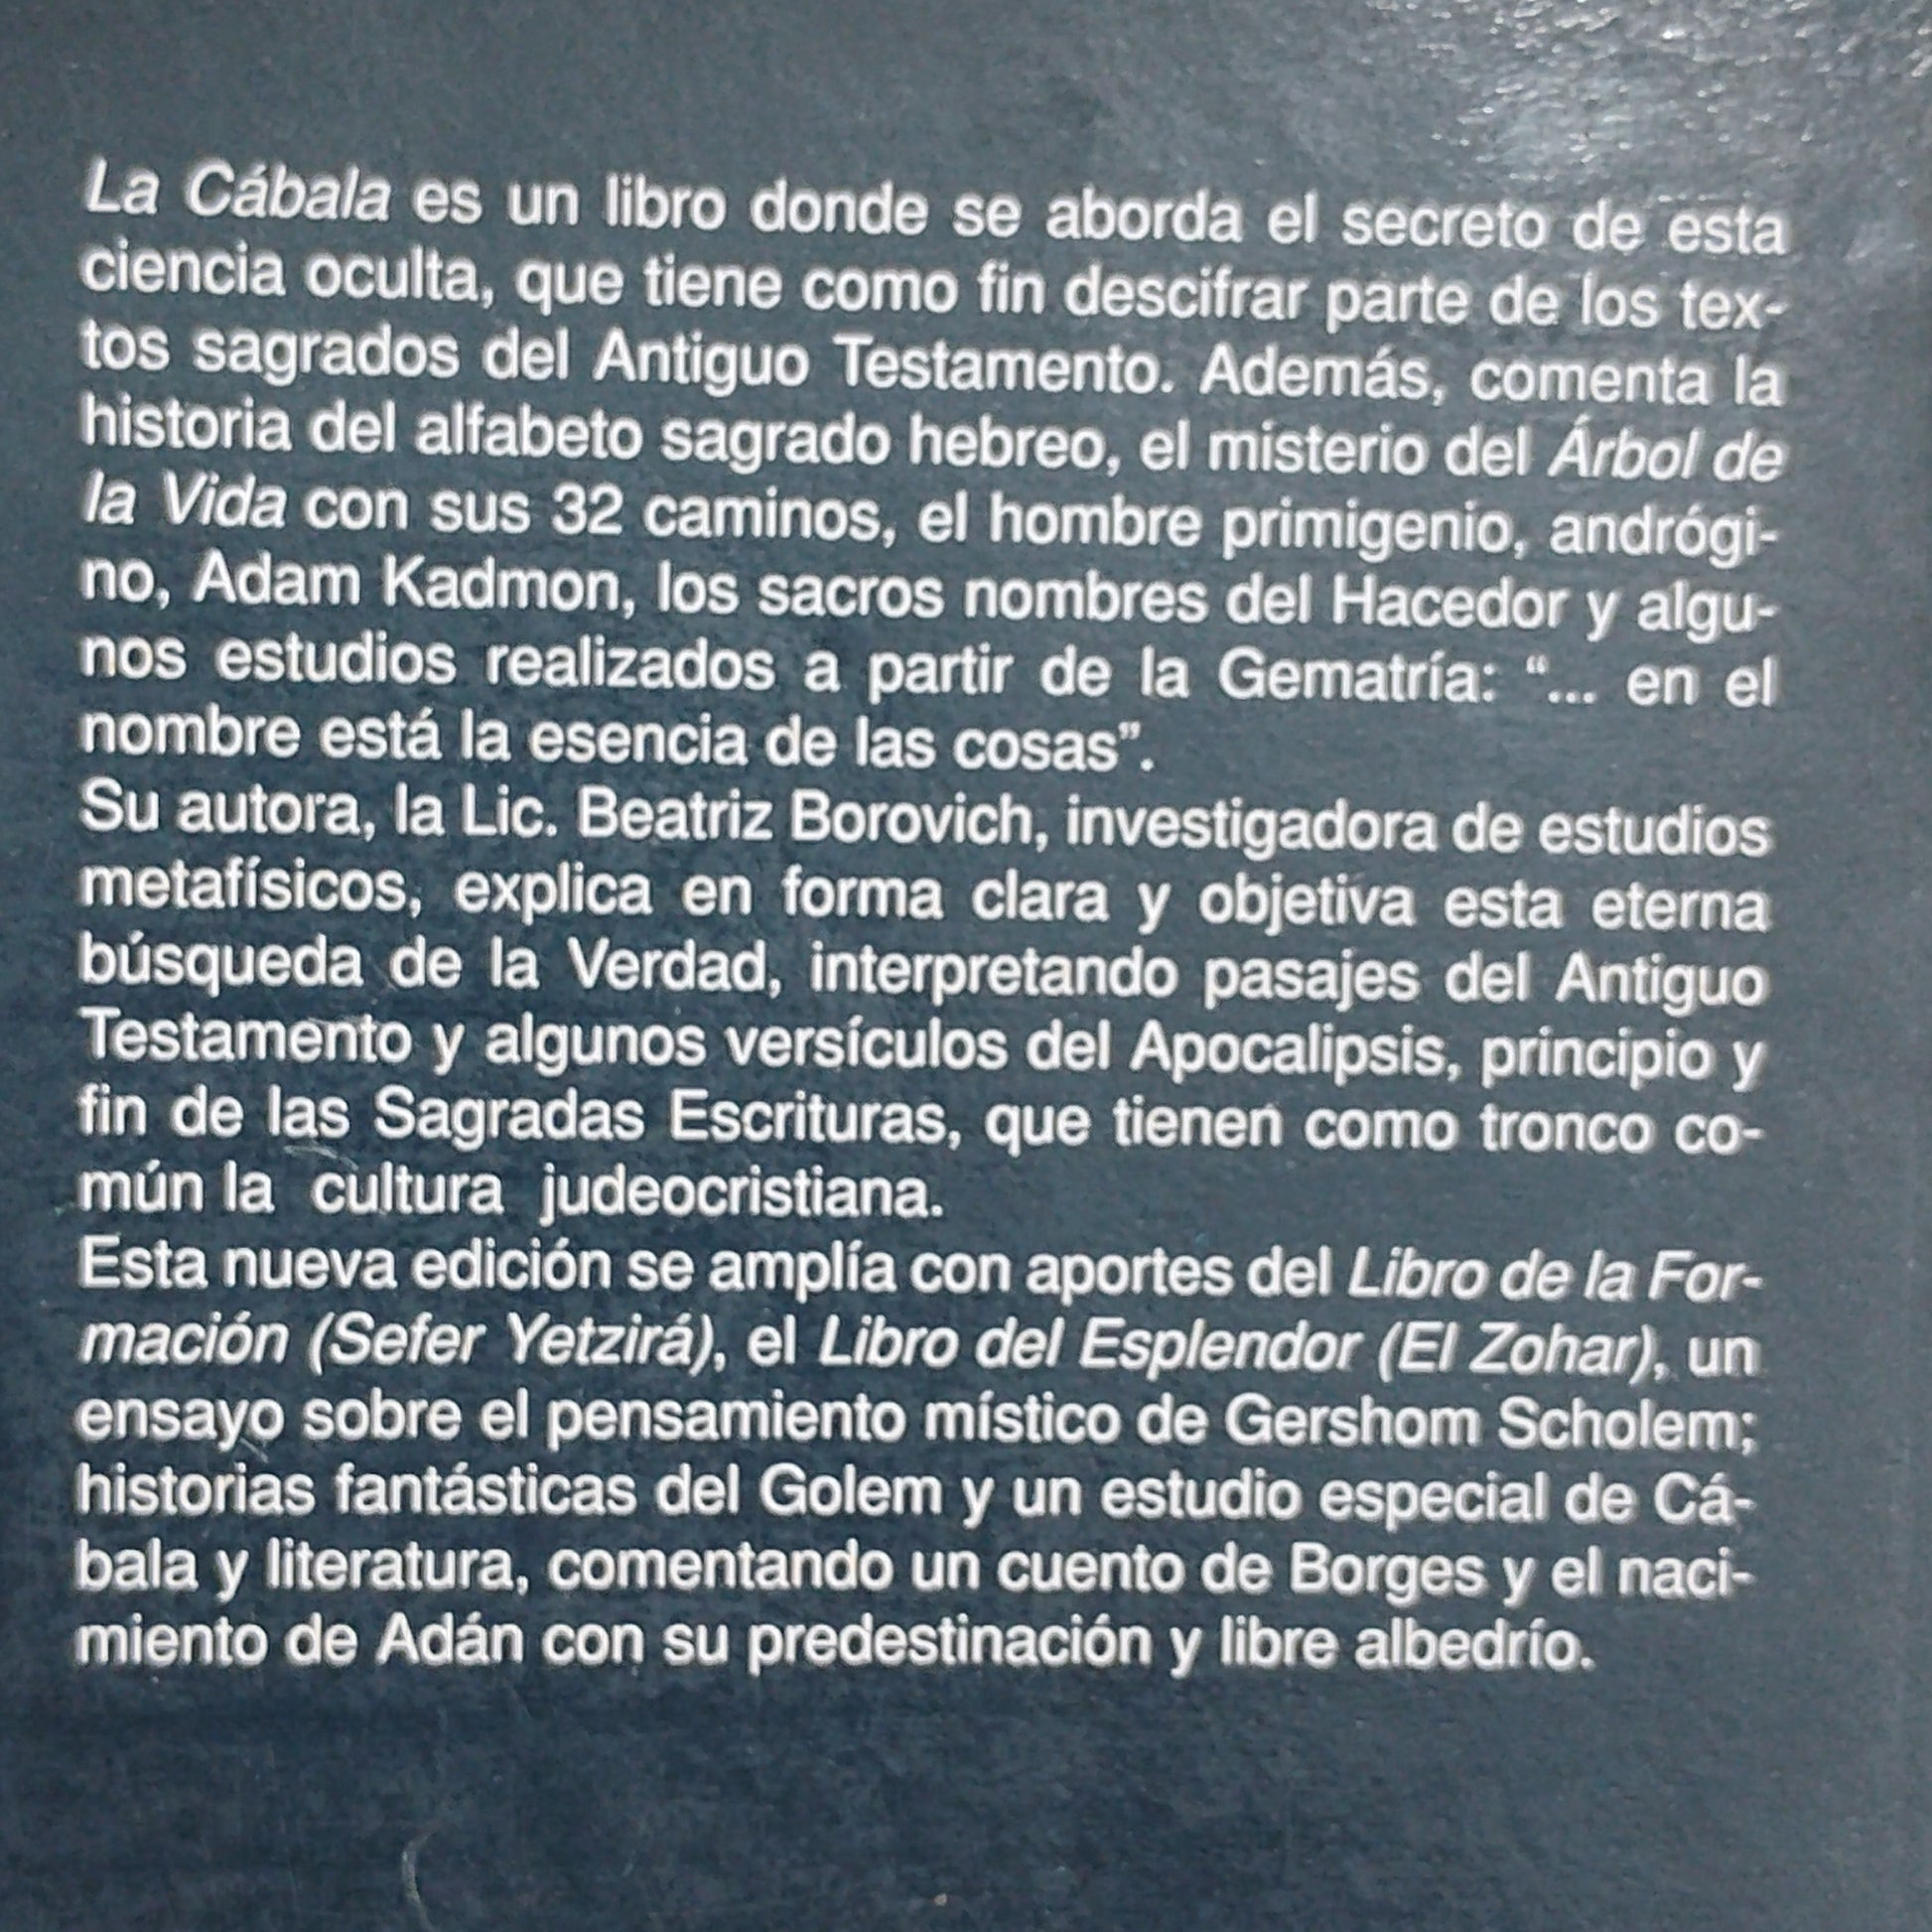 La Cábala es un libro donde se aborda el secreto de esta
ciencia oculta, que tiene como fin descifrar parte de los tex-
tos sagrados del Antiguo Testamento. Además, comenta la
historia del alfabeto sagrado hebreo, el misterio del Árbol de
la Vida con sus 32 caminos, el hombre primigenio, andrógi-
no, Adam Kadmon, los sacros nombres del Hacedor y algu-
nos estudios realizados a partir de la Gematría: “... en el
nombre está la esencia de las cosas”.
Su autora, la Lic. Beatriz Borovich, investigadora de estudios
metafísicos, explica en forma clara y objetiva esta eterna
búsqueda de la Verdad, interpretando pasajes del Antiguo
Testamento y algunos versículos del Apocalipsis, principio y
fin de las Sagradas Escrituras, que tienen como tronco co-
mún la cultura judeocristiana.
Esta nueva edición se amplía con aportes del Libro de la For-
mación (Sefer Yetzirá), el Libro del Esplendor (El Zohar), un
ensayo sobre el pensamiento místico de Gershom Scholem;
historias fantásticas del Golem y un estudio especial de Cá-
bala y literatura, comentando un cuento de Borges y el naci-
miento de Adán con su predestinación y libre albedrío.